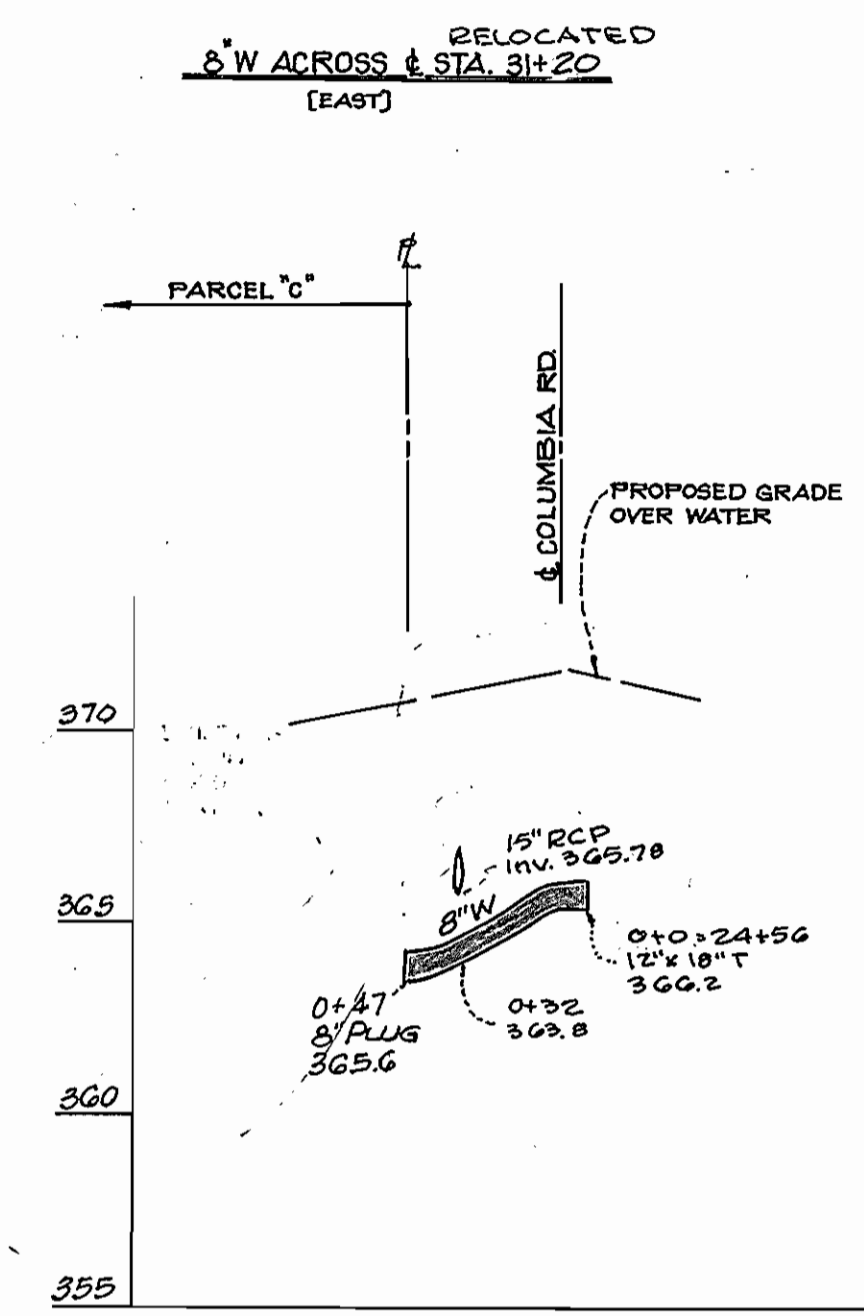 RELOCATED
8"W ACROSS ℄ STA. 31+20
[EAST]
PARCEL "C"
℄ COLUMBIA RD.
PROPOSED GRADE
OVER WATER
370
15" RCP
Inv. 365.78
8"W
365
0+0=24+56
12"x 18" T
366.2
0+47
8" PLUG
365.6
0+32
363.8
360
355